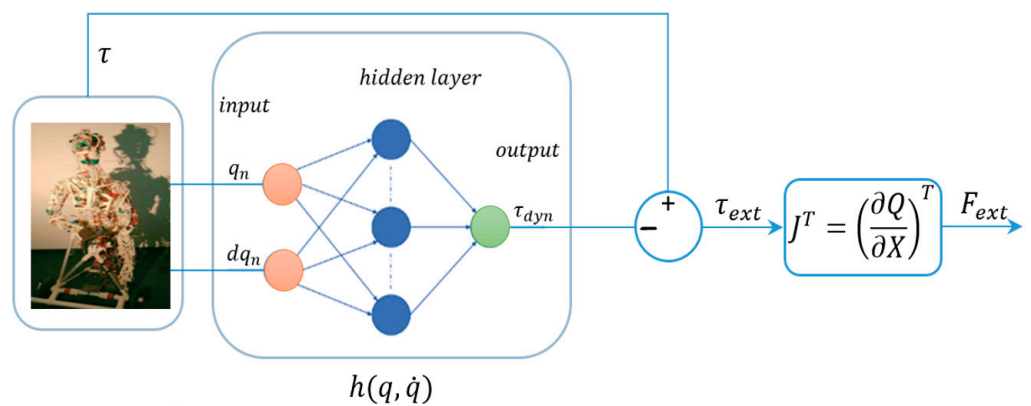 τ
hidden layer
input
output
q_n
τ_dyn
dq_n
h(q, q̇)
+
−
τ_ext
J^T = (∂Q/∂X)^T
F_ext